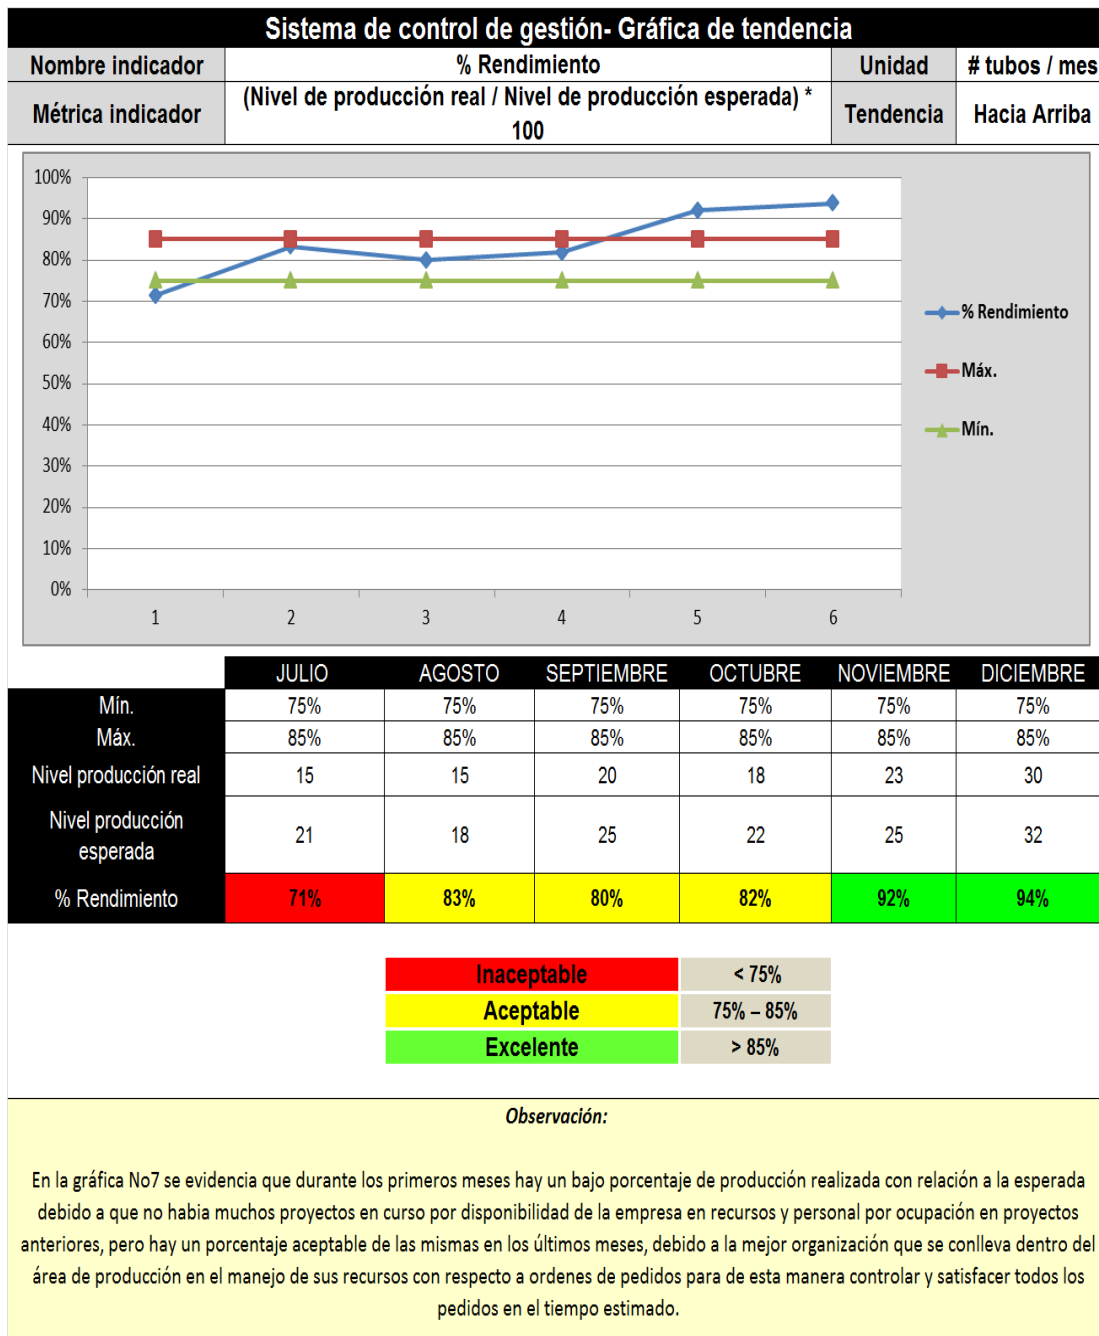 Sistema de control de gestión- Gráfica de tendencia
Nombre indicador % Rendimiento Unidad # tubos / mes
Métrica indicador (Nivel de producción real / Nivel de producción esperada) * 100 Tendencia Hacia Arriba
100%
90%
80%
70%
60%
50%
40%
30%
20%
10%
0%
1 2 3 4 5 6
% Rendimiento
Máx.
Mín.
JULIO AGOSTO SEPTIEMBRE OCTUBRE NOVIEMBRE DICIEMBRE
Mín. 75% 75% 75% 75% 75% 75%
Máx. 85% 85% 85% 85% 85% 85%
Nivel producción real 15 15 20 18 23 30
Nivel producción esperada 21 18 25 22 25 32
% Rendimiento 71% 83% 80% 82% 92% 94%
Inaceptable < 75%
Aceptable 75% – 85%
Excelente > 85%
Observación:
En la gráfica No7 se evidencia que durante los primeros meses hay un bajo porcentaje de producción realizada con relación a la esperada
debido a que no habia muchos proyectos en curso por disponibilidad de la empresa en recursos y personal por ocupación en proyectos
anteriores, pero hay un porcentaje aceptable de las mismas en los últimos meses, debido a la mejor organización que se conlleva dentro del
área de producción en el manejo de sus recursos con respecto a ordenes de pedidos para de esta manera controlar y satisfacer todos los
pedidos en el tiempo estimado.